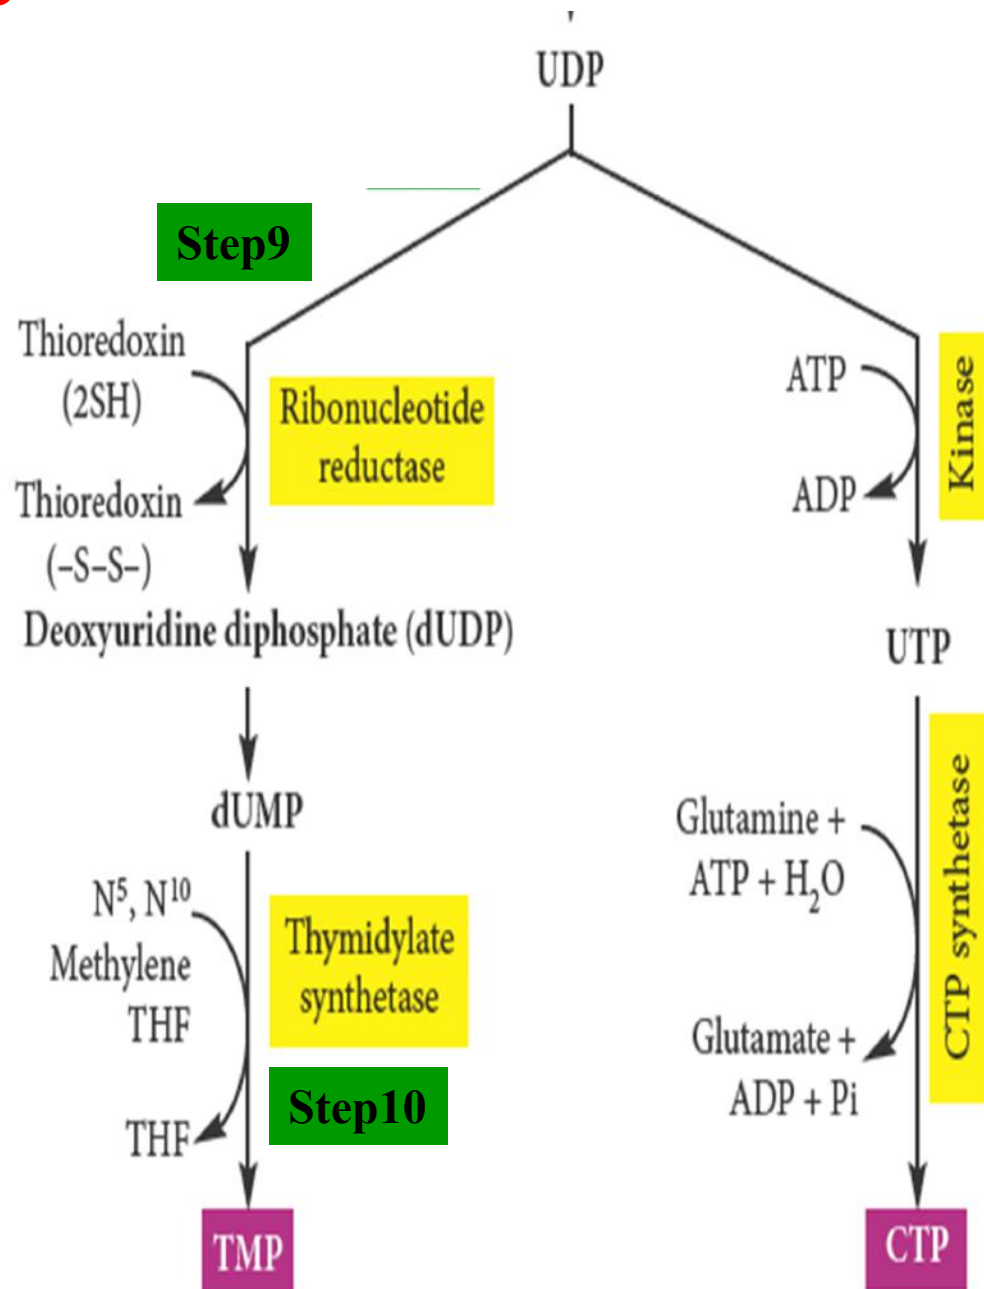 UDP
Step9
Thioredoxin
(2SH)
Ribonucleotide
reductase
Thioredoxin
(–S–S–)
Deoxyuridine diphosphate (dUDP)
dUMP
N⁵, N¹⁰
Methylene
THF
Thymidylate
synthetase
Step10
THF
TMP
ATP
ADP
Kinase
UTP
Glutamine +
ATP + H₂O
CTP synthetase
Glutamate +
ADP + Pi
CTP